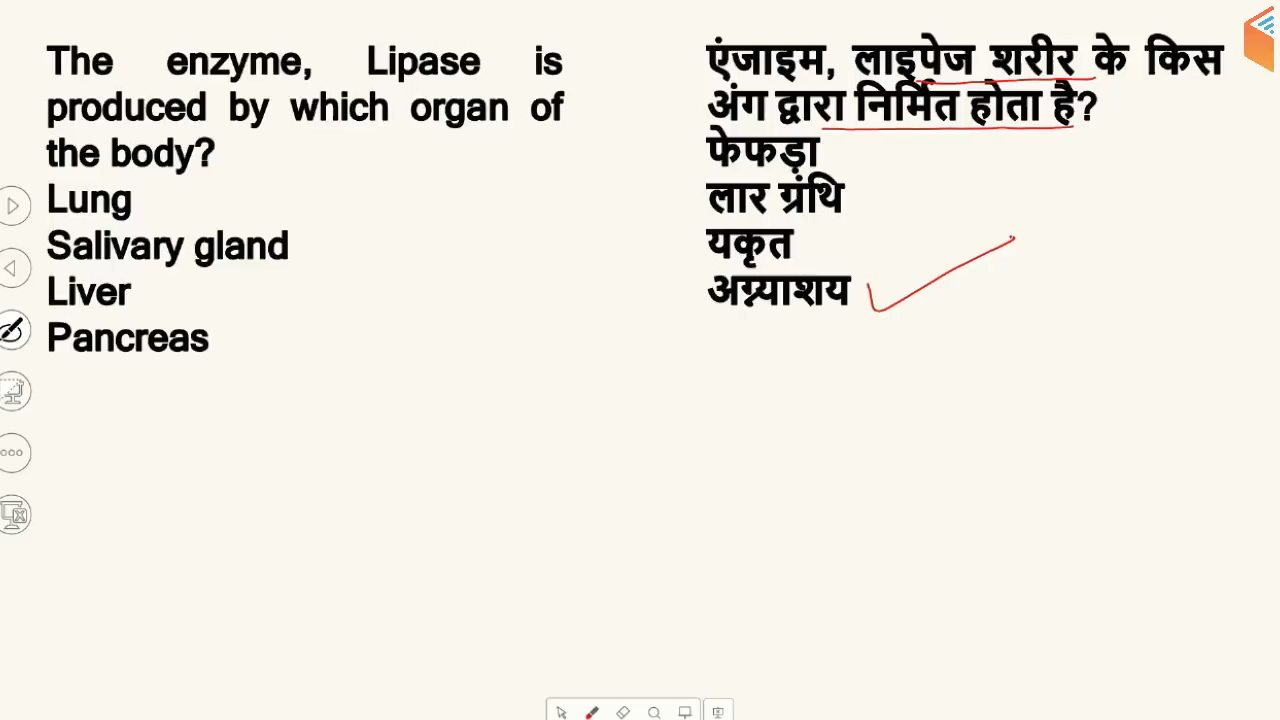 The enzyme, Lipase is
produced by which organ of
the body?
Lung
Salivary gland
Liver
Pancreas
एंजाइम, लाइपेज शरीर के किस
अंग द्वारा निर्मित होता है?
फेफड़ा
लार ग्रंथि
यकृत
अग्न्याशय